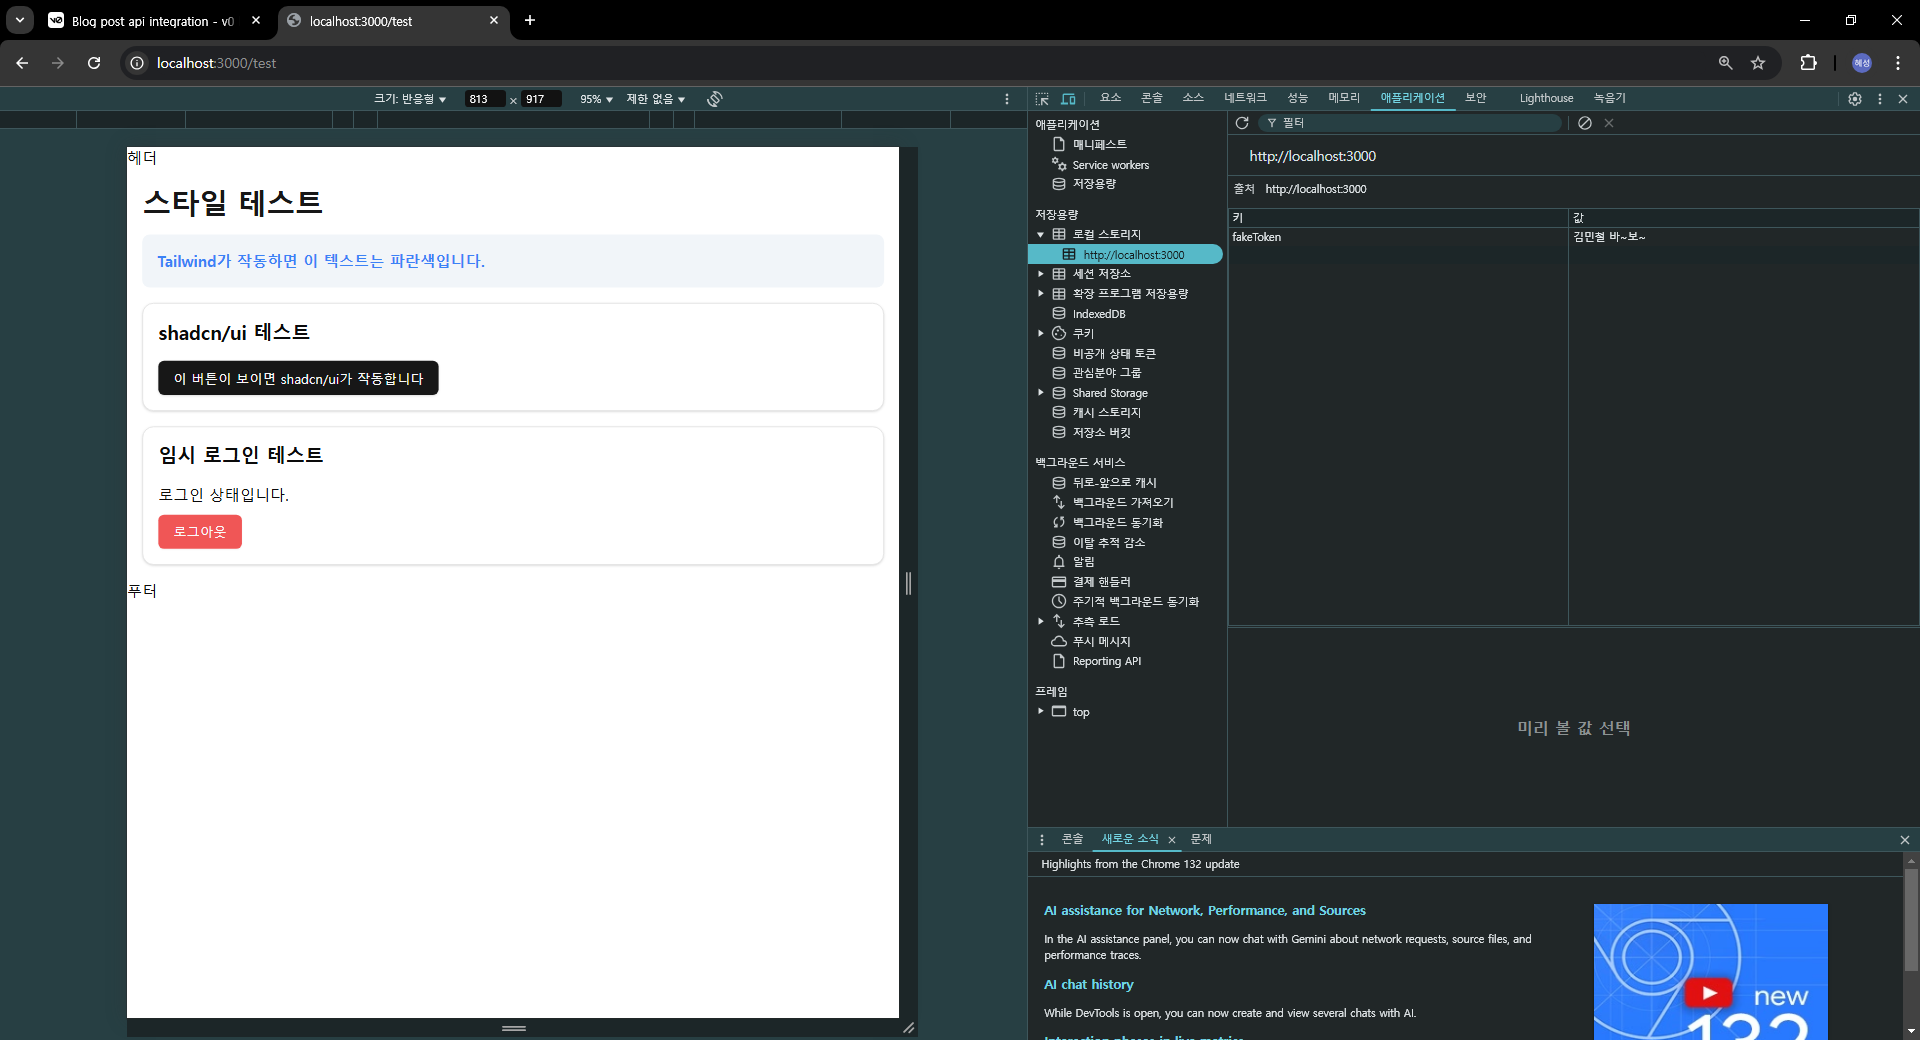 Blog post api integration - v0
localhost:3000/test
localhost:3000/test
혜성
크기: 반응형
813
×
917
95%
제한 없음
헤더
스타일 테스트
Tailwind가 작동하면 이 텍스트는 파란색입니다.
shadcn/ui 테스트
이 버튼이 보이면 shadcn/ui가 작동합니다
임시 로그인 테스트
로그인 상태입니다.
로그아웃
푸터
요소
콘솔
소스
네트워크
성능
메모리
애플리케이션
보안
Lighthouse
녹음기
애플리케이션
매니페스트
Service workers
저장용량
저장용량
로컬 스토리지
http://localhost:3000
세션 저장소
확장 프로그램 저장용량
IndexedDB
쿠키
비공개 상태 토큰
관심분야 그룹
Shared Storage
캐시 스토리지
저장소 버킷
백그라운드 서비스
뒤로-앞으로 캐시
백그라운드 가져오기
백그라운드 동기화
이탈 추적 감소
알림
결제 핸들러
주기적 백그라운드 동기화
추측 로드
푸시 메시지
Reporting API
프레임
top
필터
http://localhost:3000
출처 http://localhost:3000
키
값
fakeToken
김민철 바~보~
미리 볼 값 선택
콘솔
새로운 소식
문제
Highlights from the Chrome 132 update
AI assistance for Network, Performance, and Sources
In the AI assistance panel, you can now chat with Gemini about network requests, source files, and
performance traces.
AI chat history
While DevTools is open, you can now create and view several chats with AI.
new
132